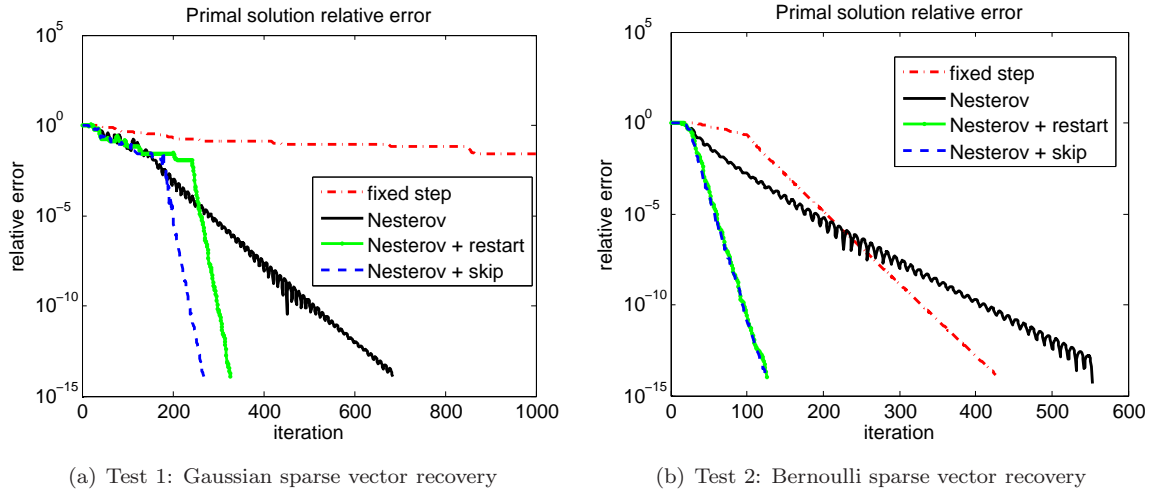 Primal solution relative error
10^5
10^0
10^-5
10^-10
10^-15
relative error
0 200 400 600 800 1000
iteration
fixed step
Nesterov
Nesterov + restart
Nesterov + skip
(a) Test 1: Gaussian sparse vector recovery
Primal solution relative error
10^5
10^0
10^-5
10^-10
10^-15
relative error
0 100 200 300 400 500 600
iteration
fixed step
Nesterov
Nesterov + restart
Nesterov + skip
(b) Test 2: Bernoulli sparse vector recovery